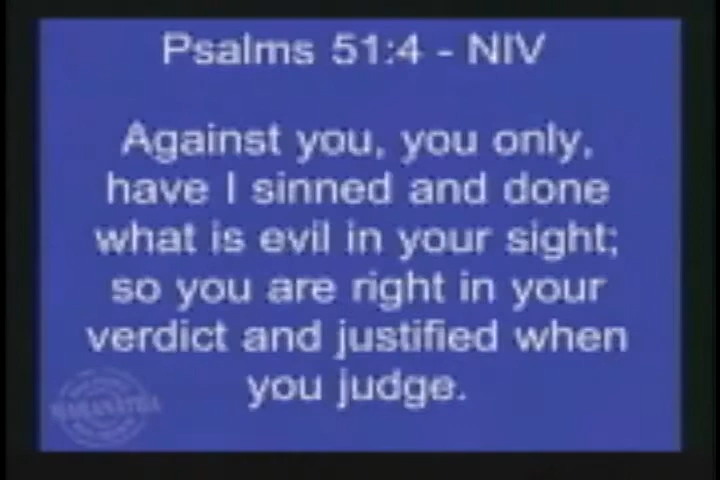 Psalms 51:4 - NIV
Against you, you only,
have I sinned and done
what is evil in your sight;
so you are right in your
verdict and justified when
you judge.
MARANATHA